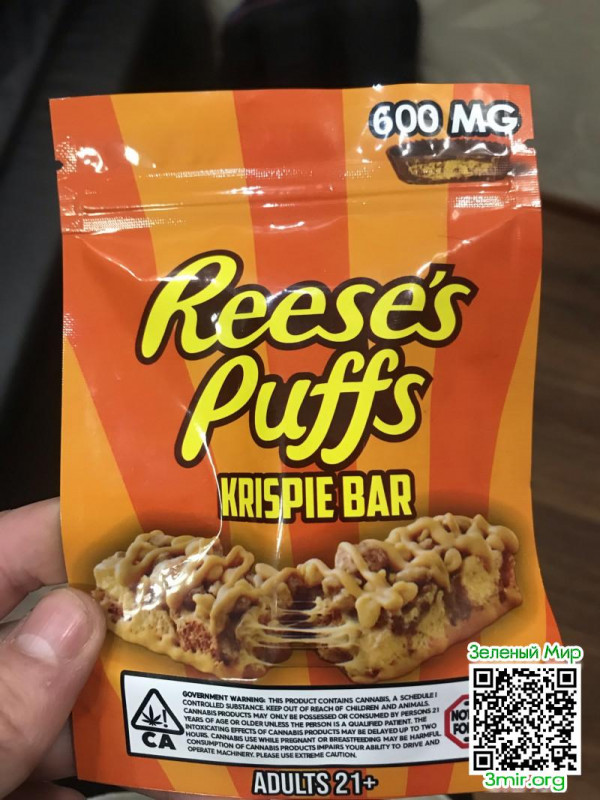 600 MG
Reese's
Puffs
KRISPIE BAR
GOVERNMENT WARNING: THIS PRODUCT CONTAINS CANNABIS, A SCHEDULE I
CONTROLLED SUBSTANCE. KEEP OUT OF REACH OF CHILDREN AND ANIMALS.
CANNABIS PRODUCTS MAY ONLY BE POSSESSED OR CONSUMED BY PERSONS 21
YEARS OF AGE OR OLDER UNLESS THE PERSON IS A QUALIFIED PATIENT. THE
INTOXICATING EFFECTS OF CANNABIS PRODUCTS MAY BE DELAYED UP TO TWO
HOURS. CANNABIS USE WHILE PREGNANT OR BREASTFEEDING MAY BE HARMFUL.
CONSUMPTION OF CANNABIS PRODUCTS IMPAIRS YOUR ABILITY TO DRIVE AND
OPERATE MACHINERY. PLEASE USE EXTREME CAUTION.
CA
NOT
FO
ADULTS 21+
Зеленый Мир
3mir.org